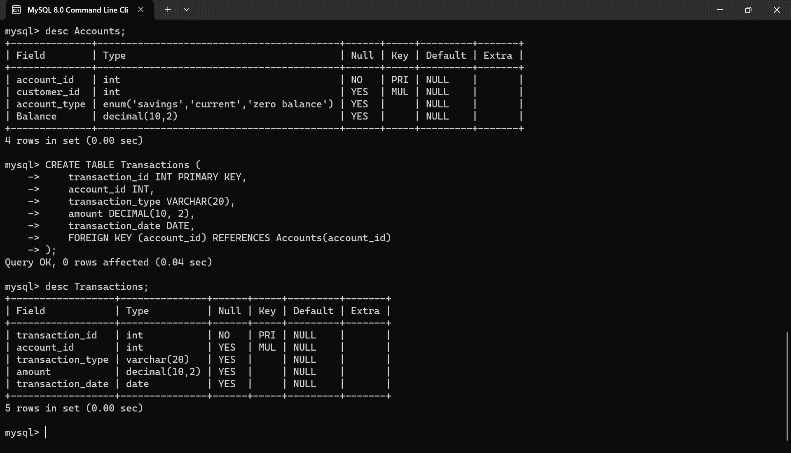 MySQL 8.0 Command Line Cli
mysql> desc Accounts;
+--------------+-----------------------------------------+------+-----+---------+-------+
| Field        | Type                                    | Null | Key | Default | Extra |
+--------------+-----------------------------------------+------+-----+---------+-------+
| account_id   | int                                     | NO   | PRI | NULL    |       |
| customer_id  | int                                     | YES  | MUL | NULL    |       |
| account_type | enum('savings','current','zero balance') | YES  |     | NULL    |       |
| Balance      | decimal(10,2)                           | YES  |     | NULL    |       |
+--------------+-----------------------------------------+------+-----+---------+-------+
4 rows in set (0.00 sec)
mysql> CREATE TABLE Transactions (
    ->     transaction_id INT PRIMARY KEY,
    ->     account_id INT,
    ->     transaction_type VARCHAR(20),
    ->     amount DECIMAL(10, 2),
    ->     transaction_date DATE,
    ->     FOREIGN KEY (account_id) REFERENCES Accounts(account_id)
    -> );
Query OK, 0 rows affected (0.04 sec)
mysql> desc Transactions;
+------------------+---------------+------+-----+---------+-------+
| Field            | Type          | Null | Key | Default | Extra |
+------------------+---------------+------+-----+---------+-------+
| transaction_id   | int           | NO   | PRI | NULL    |       |
| account_id       | int           | YES  | MUL | NULL    |       |
| transaction_type | varchar(20)   | YES  |     | NULL    |       |
| amount           | decimal(10,2) | YES  |     | NULL    |       |
| transaction_date | date          | YES  |     | NULL    |       |
+------------------+---------------+------+-----+---------+-------+
5 rows in set (0.00 sec)
mysql>